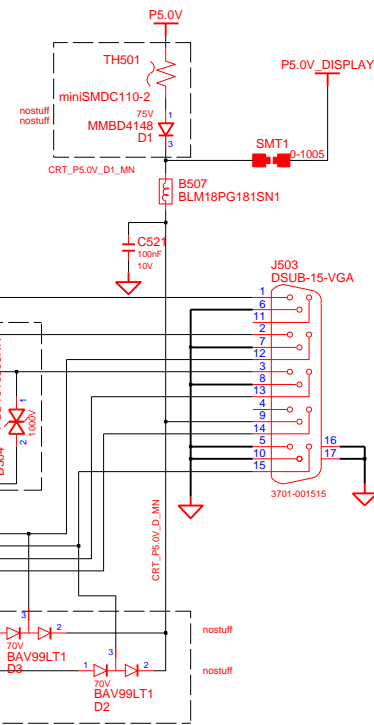 P5.0V
TH501
P5.0V_DISPLAY
miniSMDC110-2
nostuff
nostuff
75V
1
MMBD4148
D1
3
SMT1
0-1005
CRT_P5.0V_D1_MN
B507
BLM18PG181SN1
C521
100nF
10V
J503
DSUB-15-VGA
1
6
11
2
7
12
3
8
13
4
9
14
5
10
15
16
17
3701-001515
1
2
1000V
D504
CRT_P5.0V_D_MN
3
2
70V
BAV99LT1
D3
nostuff
3
1
2
70V
BAV99LT1
D2
nostuff